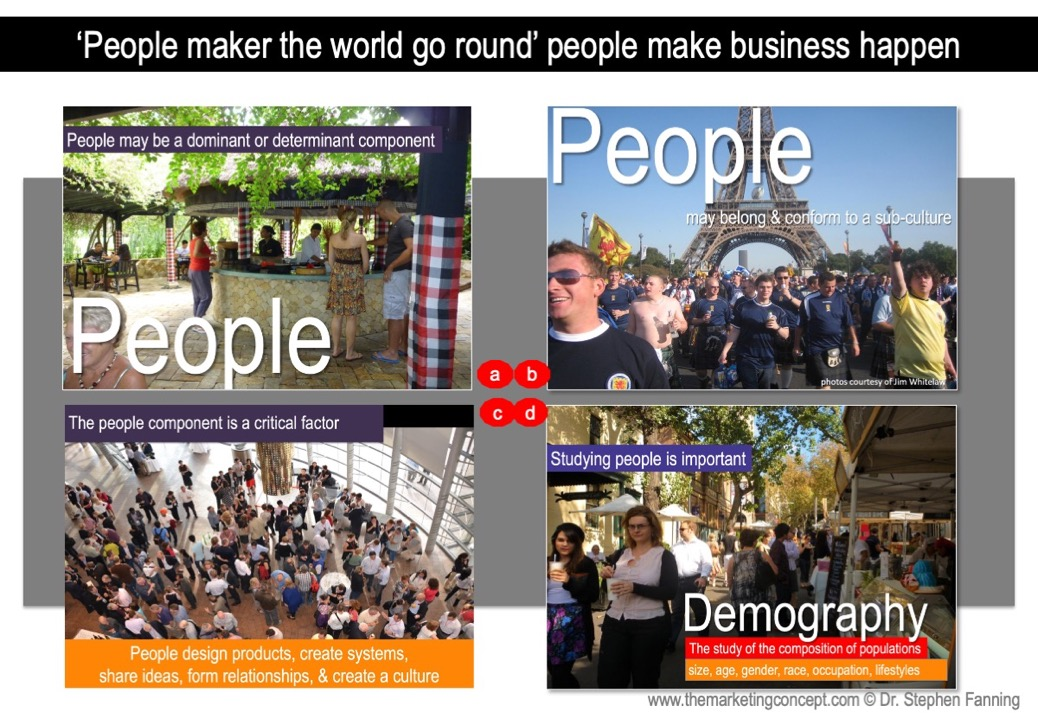 ‘People maker the world go round’ people make business happen
People may be a dominant or determinant component
People
People
may belong & conform to a sub-culture
photos courtesy of Jim Whitelaw
a b
c d
The people component is a critical factor
People design products, create systems,
share ideas, form relationships, & create a culture
Studying people is important
Demography
The study of the composition of populations
size, age, gender, race, occupation, lifestyles
www.themarketingconcept.com © Dr. Stephen Fanning